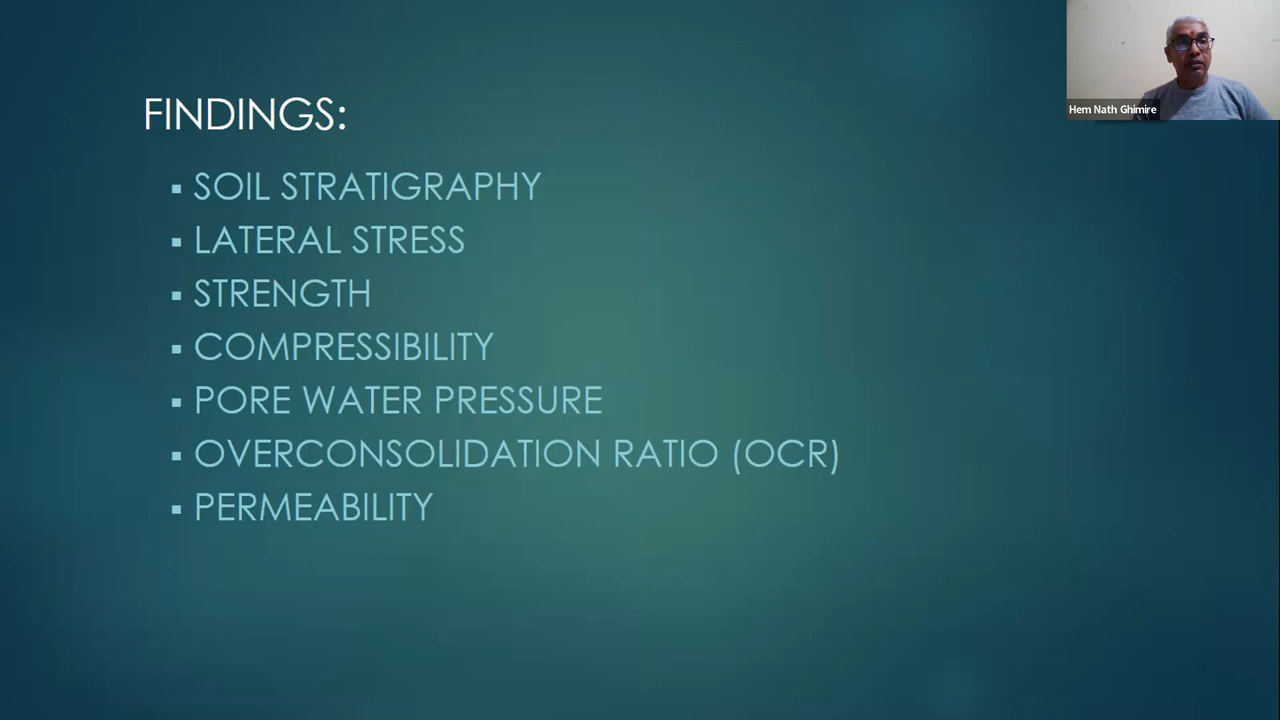 FINDINGS:
▪ SOIL STRATIGRAPHY
▪ LATERAL STRESS
▪ STRENGTH
▪ COMPRESSIBILITY
▪ PORE WATER PRESSURE
▪ OVERCONSOLIDATION RATIO (OCR)
▪ PERMEABILITY
Hem Nath Ghimire